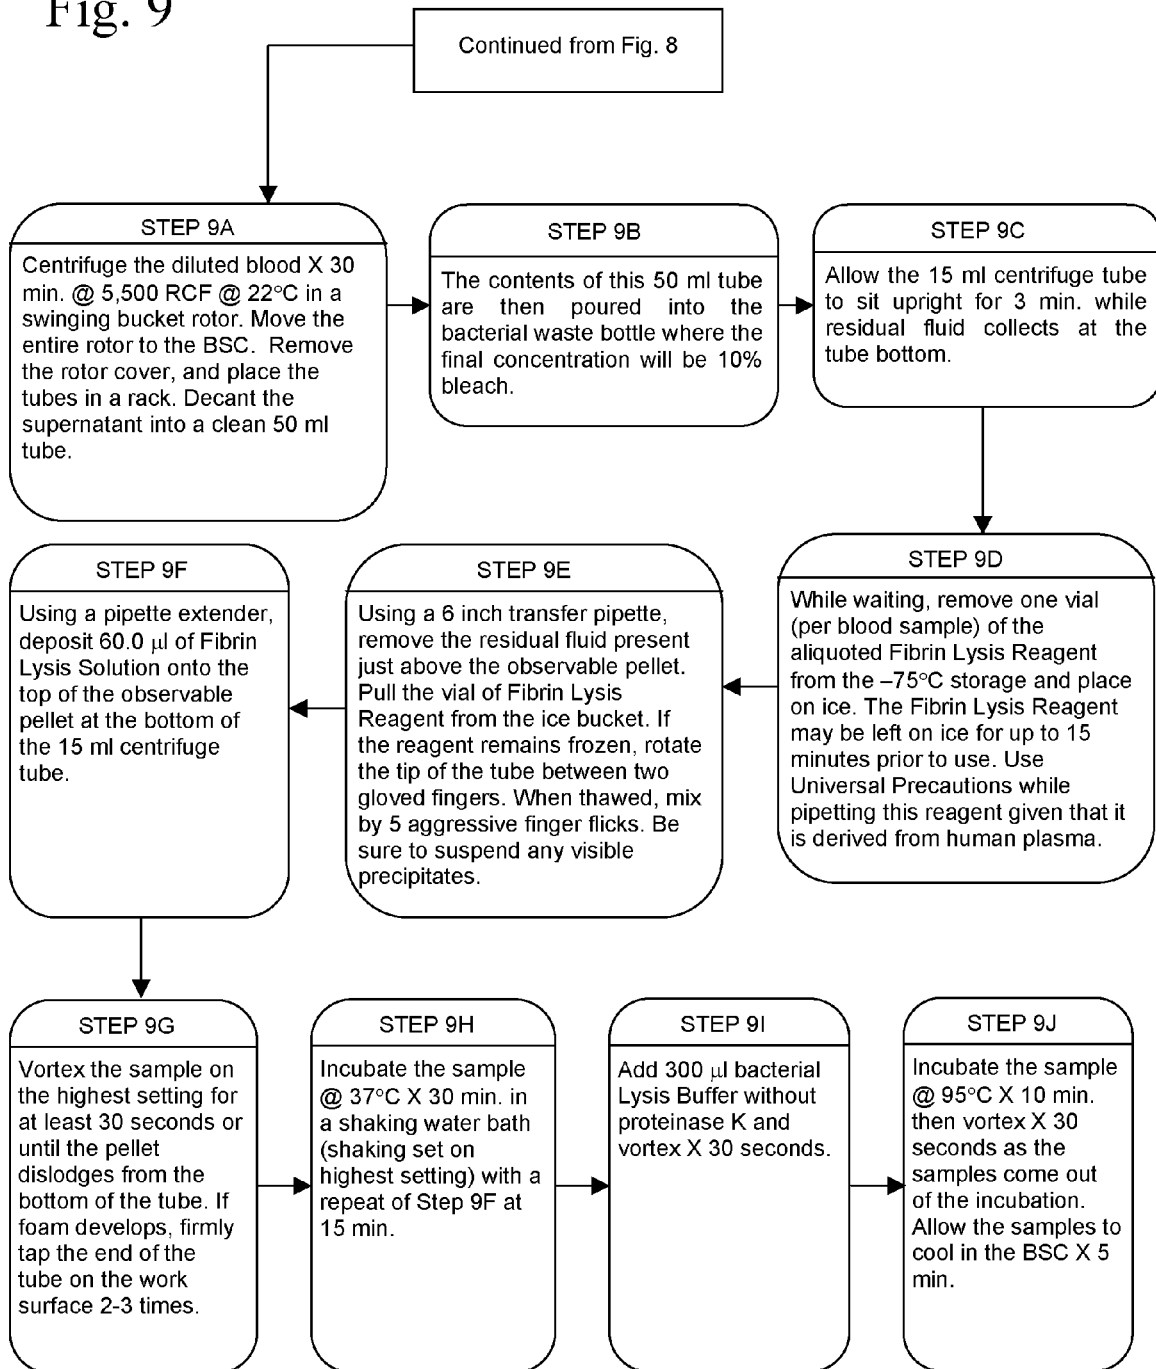 Fig. 9
Continued from Fig. 8
STEP 9A
Centrifuge the diluted blood X 30
min. @ 5,500 RCF @ 22°C in a
swinging bucket rotor. Move the
entire rotor to the BSC. Remove
the rotor cover, and place the
tubes in a rack. Decant the
supernatant into a clean 50 ml
tube.
STEP 9B
The contents of this 50 ml tube
are then poured into the
bacterial waste bottle where the
final concentration will be 10%
bleach.
STEP 9C
Allow the 15 ml centrifuge tube
to sit upright for 3 min. while
residual fluid collects at the
tube bottom.
STEP 9D
While waiting, remove one vial
(per blood sample) of the
aliquoted Fibrin Lysis Reagent
from the –75°C storage and place
on ice. The Fibrin Lysis Reagent
may be left on ice for up to 15
minutes prior to use. Use
Universal Precautions while
pipetting this reagent given that it
is derived from human plasma.
STEP 9E
Using a 6 inch transfer pipette,
remove the residual fluid present
just above the observable pellet.
Pull the vial of Fibrin Lysis
Reagent from the ice bucket. If
the reagent remains frozen, rotate
the tip of the tube between two
gloved fingers. When thawed, mix
by 5 aggressive finger flicks. Be
sure to suspend any visible
precipitates.
STEP 9F
Using a pipette extender,
deposit 60.0 µl of Fibrin
Lysis Solution onto the
top of the observable
pellet at the bottom of
the 15 ml centrifuge
tube.
STEP 9G
Vortex the sample on
the highest setting for
at least 30 seconds or
until the pellet
dislodges from the
bottom of the tube. If
foam develops, firmly
tap the end of the
tube on the work
surface 2-3 times.
STEP 9H
Incubate the sample
@ 37°C X 30 min. in
a shaking water bath
(shaking set on
highest setting) with a
repeat of Step 9F at
15 min.
STEP 9I
Add 300 µl bacterial
Lysis Buffer without
proteinase K and
vortex X 30 seconds.
STEP 9J
Incubate the sample
@ 95°C X 10 min.
then vortex X 30
seconds as the
samples come out
of the incubation.
Allow the samples to
cool in the BSC X 5
min.